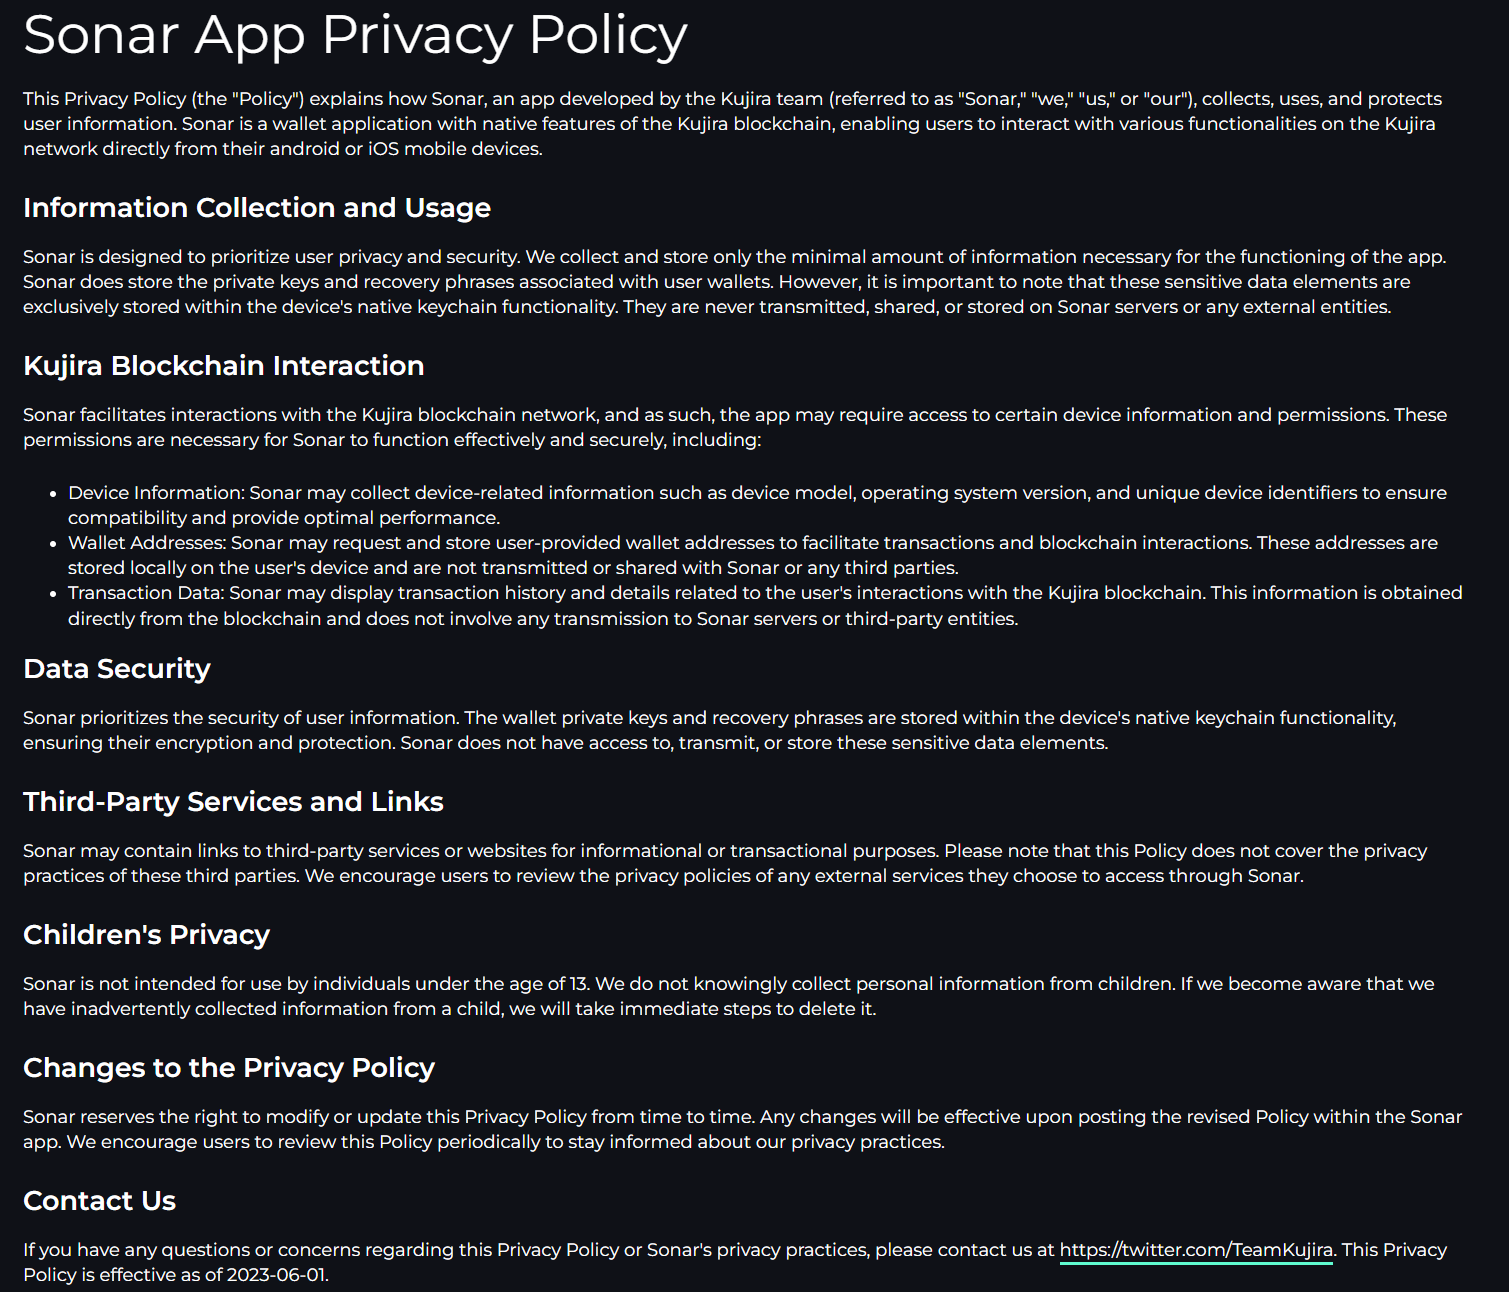 Sonar App Privacy Policy
This Privacy Policy (the "Policy") explains how Sonar, an app developed by the Kujira team (referred to as "Sonar," "we," "us," or "our"), collects, uses, and protects
user information. Sonar is a wallet application with native features of the Kujira blockchain, enabling users to interact with various functionalities on the Kujira
network directly from their android or iOS mobile devices.
Information Collection and Usage
Sonar is designed to prioritize user privacy and security. We collect and store only the minimal amount of information necessary for the functioning of the app.
Sonar does store the private keys and recovery phrases associated with user wallets. However, it is important to note that these sensitive data elements are
exclusively stored within the device's native keychain functionality. They are never transmitted, shared, or stored on Sonar servers or any external entities.
Kujira Blockchain Interaction
Sonar facilitates interactions with the Kujira blockchain network, and as such, the app may require access to certain device information and permissions. These
permissions are necessary for Sonar to function effectively and securely, including:
• Device Information: Sonar may collect device-related information such as device model, operating system version, and unique device identifiers to ensure
compatibility and provide optimal performance.
• Wallet Addresses: Sonar may request and store user-provided wallet addresses to facilitate transactions and blockchain interactions. These addresses are
stored locally on the user's device and are not transmitted or shared with Sonar or any third parties.
• Transaction Data: Sonar may display transaction history and details related to the user's interactions with the Kujira blockchain. This information is obtained
directly from the blockchain and does not involve any transmission to Sonar servers or third-party entities.
Data Security
Sonar prioritizes the security of user information. The wallet private keys and recovery phrases are stored within the device's native keychain functionality,
ensuring their encryption and protection. Sonar does not have access to, transmit, or store these sensitive data elements.
Third-Party Services and Links
Sonar may contain links to third-party services or websites for informational or transactional purposes. Please note that this Policy does not cover the privacy
practices of these third parties. We encourage users to review the privacy policies of any external services they choose to access through Sonar.
Children's Privacy
Sonar is not intended for use by individuals under the age of 13. We do not knowingly collect personal information from children. If we become aware that we
have inadvertently collected information from a child, we will take immediate steps to delete it.
Changes to the Privacy Policy
Sonar reserves the right to modify or update this Privacy Policy from time to time. Any changes will be effective upon posting the revised Policy within the Sonar
app. We encourage users to review this Policy periodically to stay informed about our privacy practices.
Contact Us
If you have any questions or concerns regarding this Privacy Policy or Sonar's privacy practices, please contact us at https://twitter.com/TeamKujira. This Privacy
Policy is effective as of 2023-06-01.